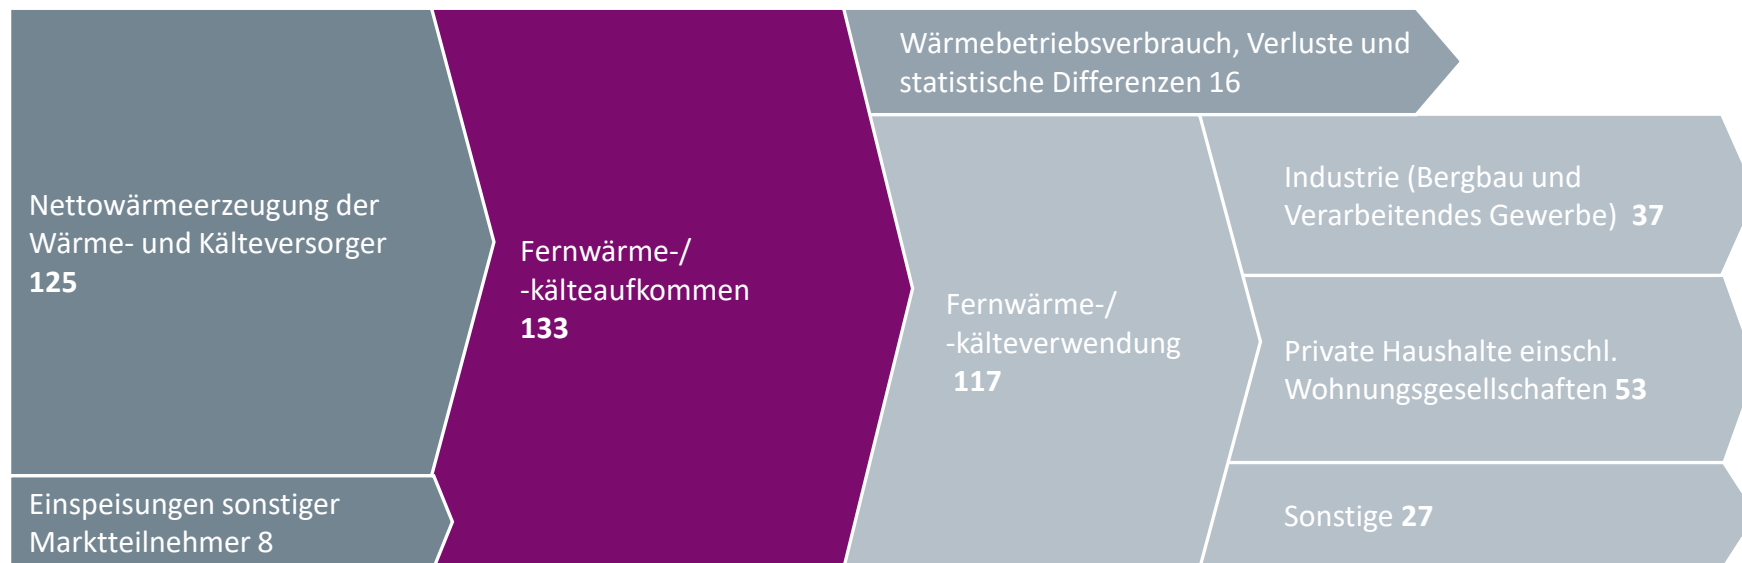 Nettowärmeerzeugung der
Wärme- und Kälteversorger
125
Einspeisungen sonstiger
Marktteilnehmer 8
Fernwärme-/
-kälteaufkommen
133
Wärmebetriebsverbrauch, Verluste und
statistische Differenzen 16
Fernwärme-/
-kälteverwendung
117
Industrie (Bergbau und
Verarbeitendes Gewerbe) 37
Private Haushalte einschl.
Wohnungsgesellschaften 53
Sonstige 27